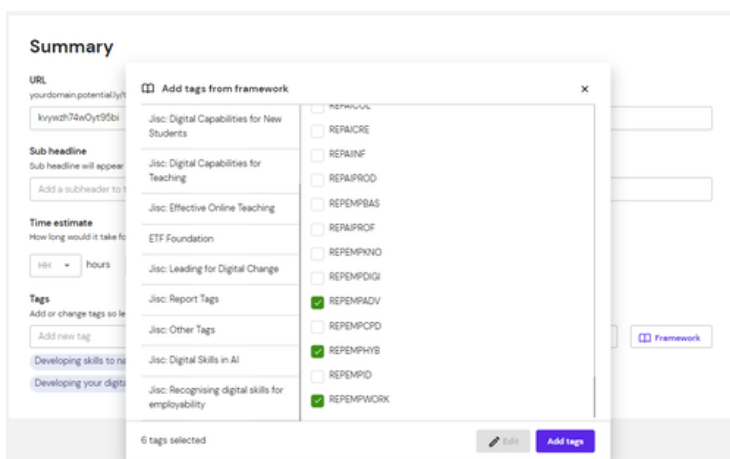 Summary
URL
yourdomain.potential.ly/t
kvywzh74wOyt95bi
Sub headline
Sub headline will appear
Add a subheader to t
Time estimate
How long would it take fo
HH
hours
Tags
Add or change tags so le
Add new tag
Framework
Developing skills to na
Developing your digita
Add tags from framework
×
Jisc: Digital Capabilities for New
Students
Jisc: Digital Capabilities for
Teaching
Jisc: Effective Online Teaching
ETF Foundation
Jisc: Leading for Digital Change
Jisc: Report Tags
Jisc: Other Tags
Jisc: Digital Skills in AI
Jisc: Recognising digital skills for
employability
REPAICOL
REPAICRE
REPAIINF
REPAIPROD
REPEMPBAS
REPAIPROF
REPEMPKNO
REPEMPDIGI
REPEMPADV
REPEMPCPD
REPEMPHYB
REPEMPID
REPEMPWORK
6 tags selected
Edit
Add tags